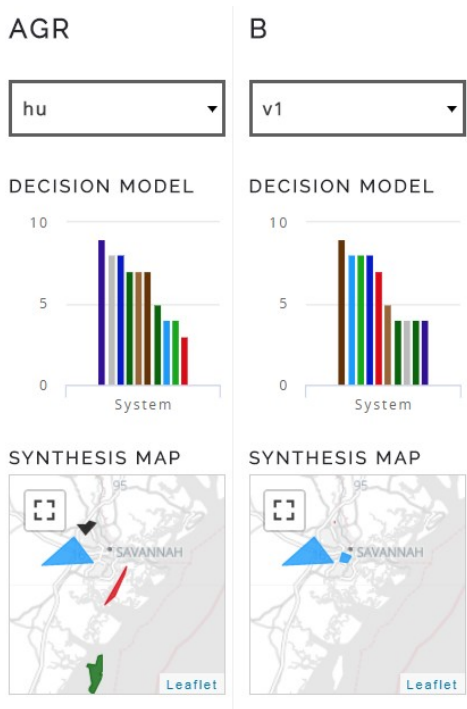 AGR
hu
DECISION MODEL
10
5
0
System
SYNTHESIS MAP
95
SAVANNAH
Leaflet
B
v1
DECISION MODEL
10
5
0
System
SYNTHESIS MAP
95
SAVANNAH
Leaflet